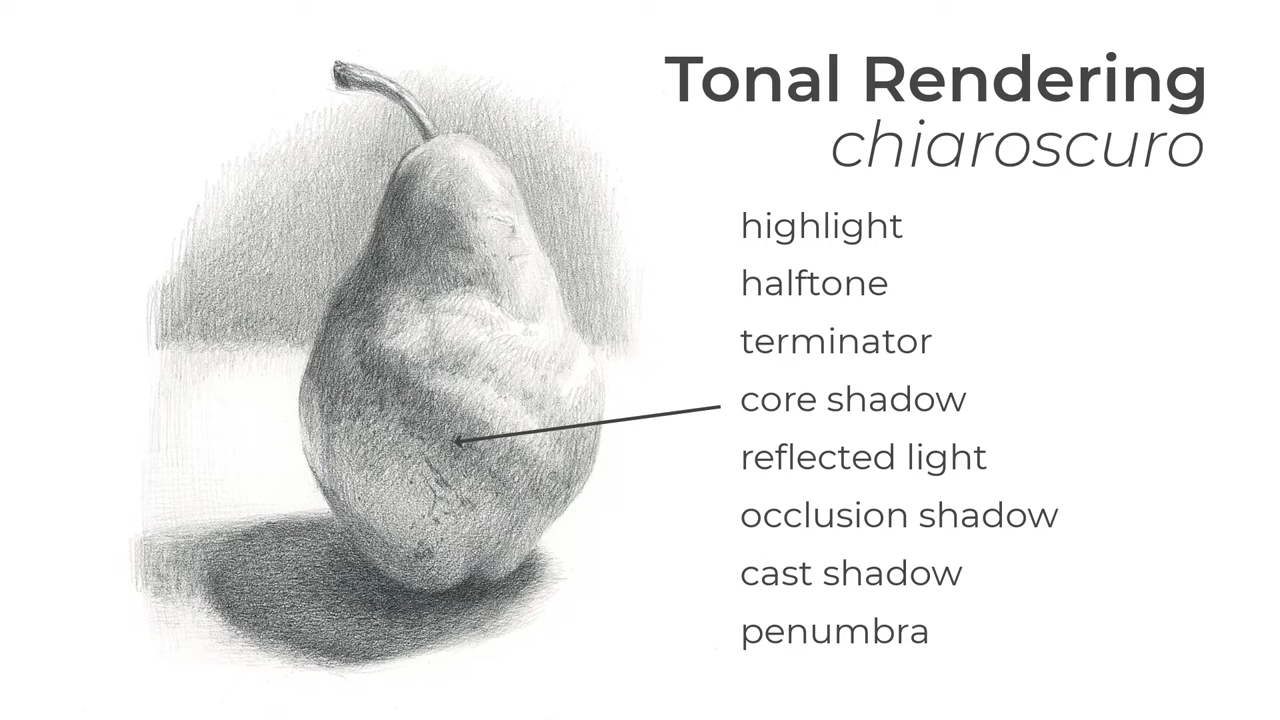 Tonal Rendering
chiaroscuro
highlight
halftone
terminator
core shadow
reflected light
occlusion shadow
cast shadow
penumbra